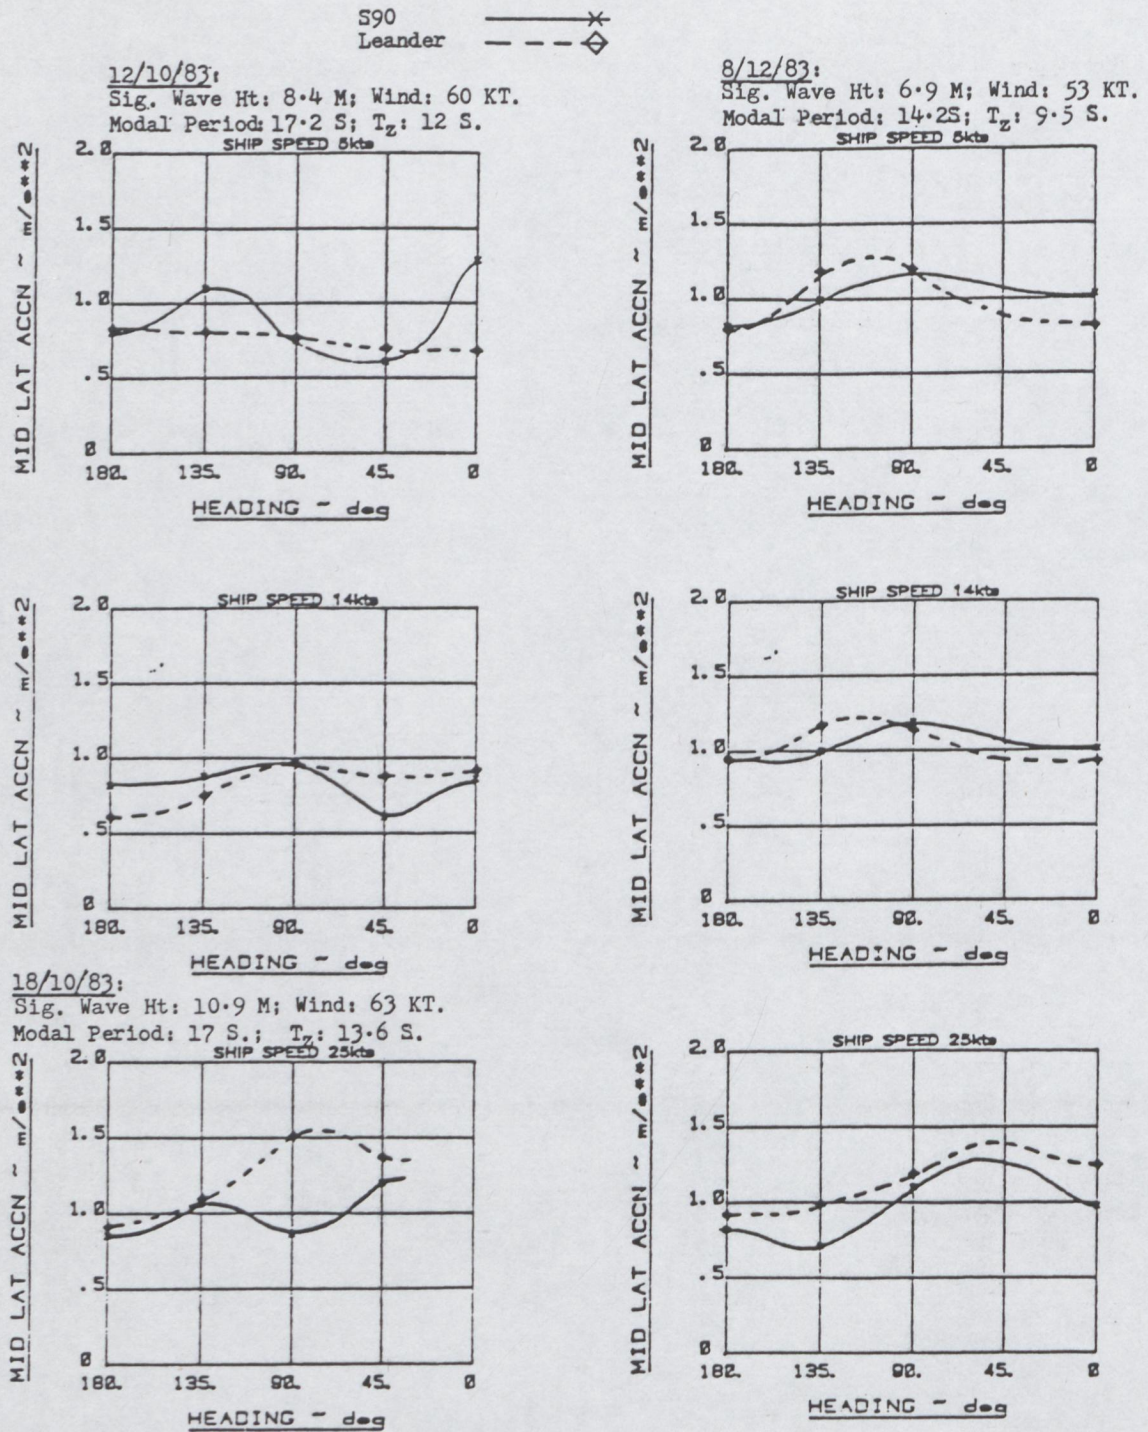 S90
Leander
12/10/83:
Sig. Wave Ht: 8·4 M; Wind: 60 KT.
Modal Period: 17·2 S; Tz: 12 S.
SHIP SPEED 5kts
MID LAT ACCN ~ m/s**2
2.0
1.5
1.0
.5
0
180. 135. 90. 45. 0
HEADING ~ deg
8/12/83:
Sig. Wave Ht: 6·9 M; Wind: 53 KT.
Modal Period: 14·2S; Tz: 9·5 S.
SHIP SPEED 5kts
MID LAT ACCN ~ m/s**2
2.0
1.5
1.0
.5
0
180. 135. 90. 45. 0
HEADING ~ deg
SHIP SPEED 14kts
MID LAT ACCN ~ m/s**2
2.0
1.5
1.0
.5
0
180. 135. 90. 45. 0
HEADING ~ deg
SHIP SPEED 14kts
MID LAT ACCN ~ m/s**2
2.0
1.5
1.0
.5
0
180. 135. 90. 45. 0
HEADING ~ deg
18/10/83:
Sig. Wave Ht: 10·9 M; Wind: 63 KT.
Modal Period: 17 S.; Tz: 13·6 S.
SHIP SPEED 25kts
MID LAT ACCN ~ m/s**2
2.0
1.5
1.0
.5
0
180. 135. 90. 45. 0
HEADING ~ deg
SHIP SPEED 25kts
MID LAT ACCN ~ m/s**2
2.0
1.5
1.0
.5
0
180. 135. 90. 45. 0
HEADING ~ deg